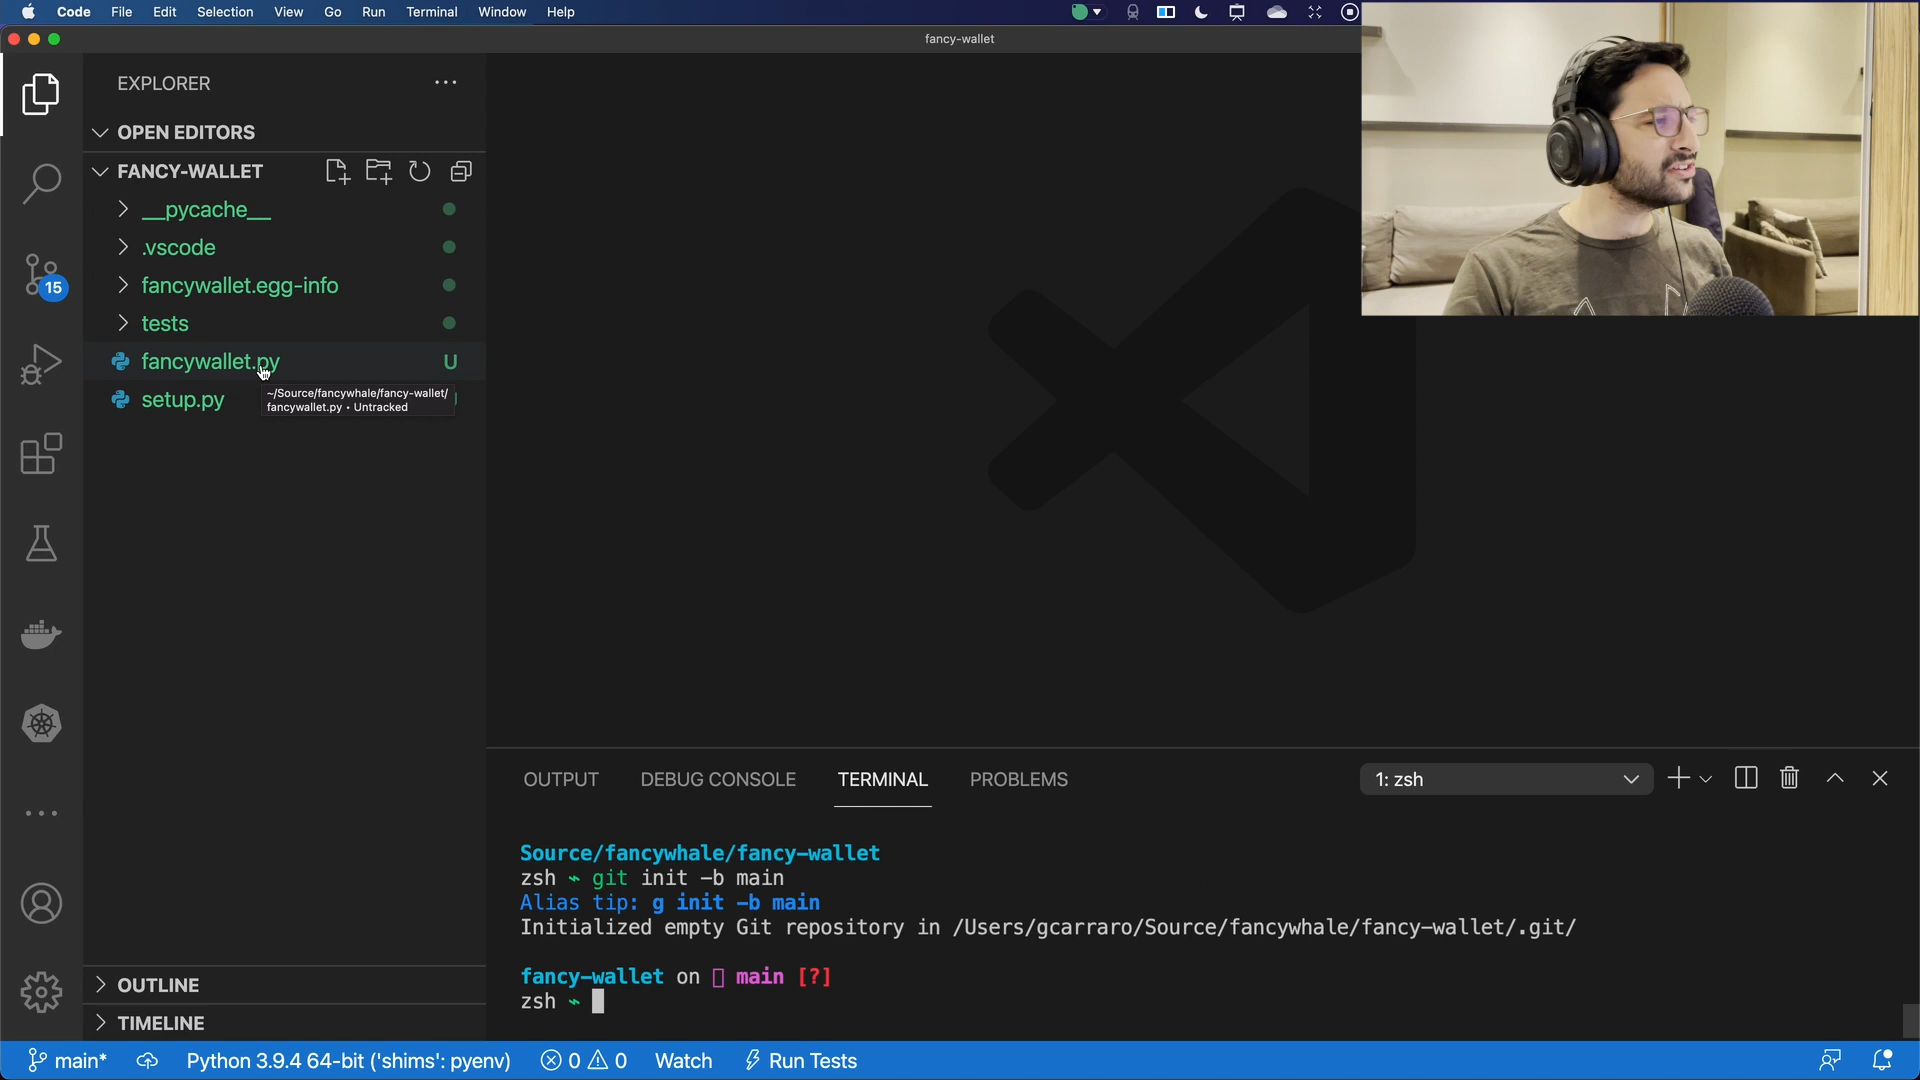 Code File Edit Selection View Go Run Terminal Window Help
fancy-wallet
EXPLORER
OPEN EDITORS
FANCY-WALLET
__pycache__
.vscode
fancywallet.egg-info
tests
fancywallet.py U
setup.py
~/Source/fancywhale/fancy-wallet/
fancywallet.py • Untracked
15
OUTLINE
TIMELINE
OUTPUT DEBUG CONSOLE TERMINAL PROBLEMS
1: zsh
Source/fancywhale/fancy-wallet
zsh ~ git init -b main
Alias tip: g init -b main
Initialized empty Git repository in /Users/gcarraro/Source/fancywhale/fancy-wallet/.git/
fancy-wallet on main [?]
zsh ~
main* Python 3.9.4 64-bit ('shims': pyenv) 0 0 Watch Run Tests